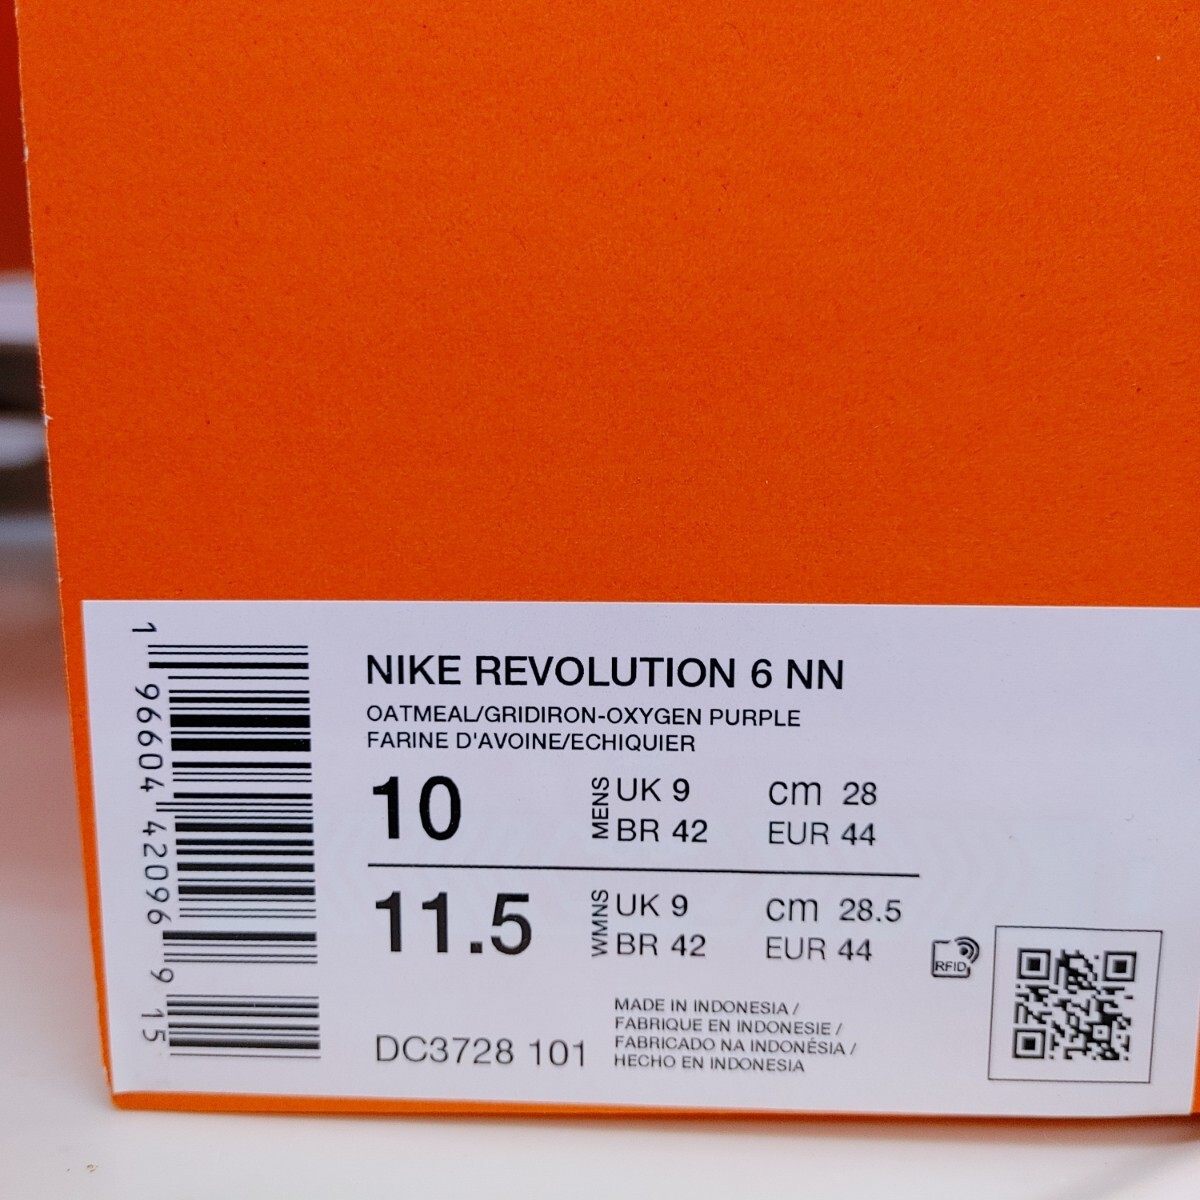 NIKE REVOLUTION 6 NN
OATMEAL/GRIDIRON-OXYGEN PURPLE
FARINE D'AVOINE/ECHIQUIER
10 MENS UK 9 cm 28
BR 42 EUR 44
11.5 WMNS UK 9 cm 28.5
BR 42 EUR 44
RFID
DC3728 101
MADE IN INDONESIA /
FABRIQUE EN INDONESIE /
FABRICADO NA INDONÉSIA /
HECHO EN INDONESIA
1 96604 42096 9 15